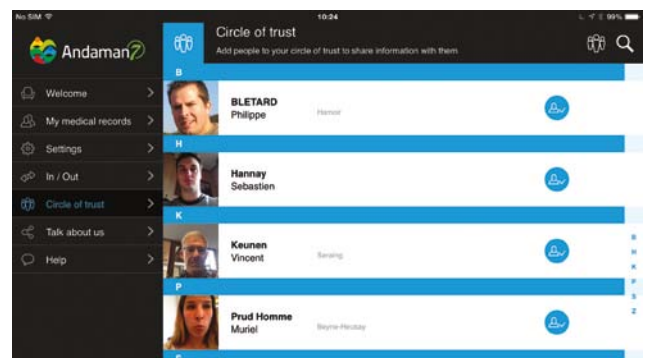 No SIM
10:24
99%
Andaman7
Circle of trust
Add people to your circle of trust to share information with them
Welcome
My medical records
Settings
In / Out
Circle of trust
Talk about us
Help
B
BLETARD
Philippe
Hamoir
H
Hannay
Sebastien
K
Keunen
Vincent
Seraing
P
Prud Homme
Muriel
Beyne-Heusay
S
B
H
K
P
S
Z